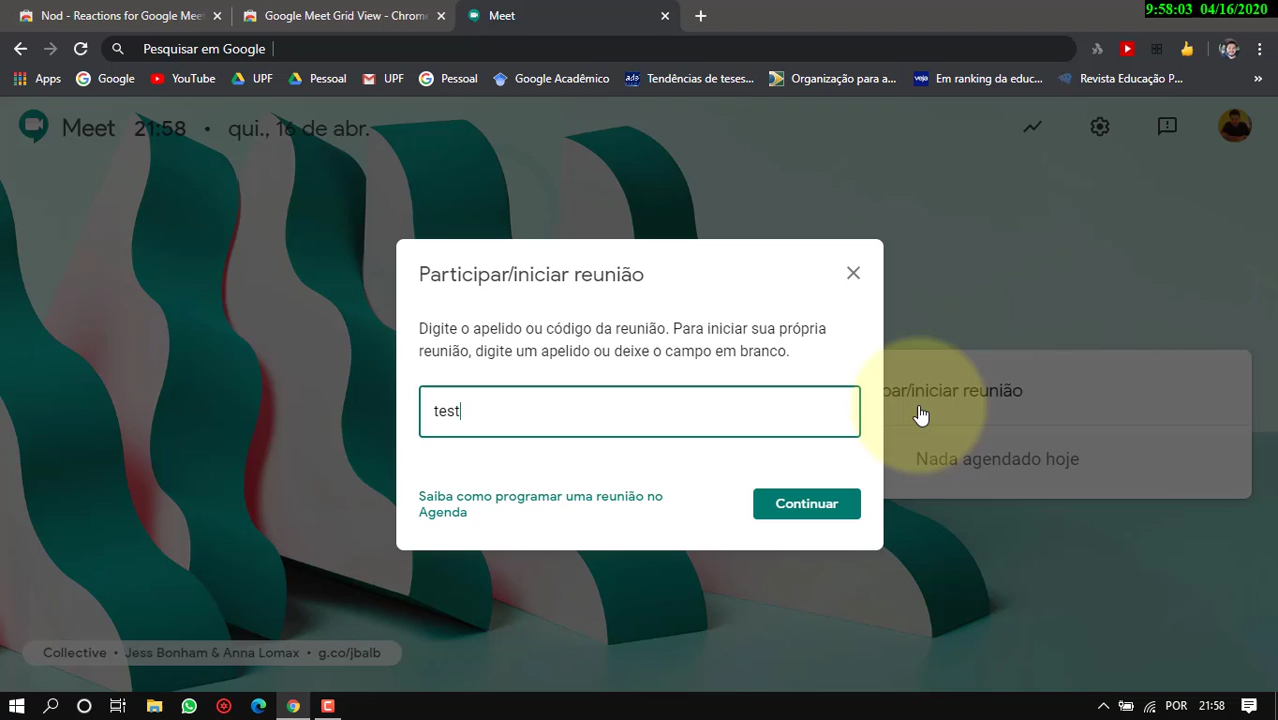 Nod - Reactions for Google Meet
Google Meet Grid View - Chrome
Meet
9:58:03 04/16/2020
Pesquisar em Google
Apps
Google
YouTube
UPF
Pessoal
UPF
Pessoal
Google Acadêmico
Tendências de teses...
Organização para a...
Em ranking da educ...
Revista Educação P...
»
Meet 21:58 • qui., 16 de abr.
Participar/iniciar reunião
Digite o apelido ou código da reunião. Para iniciar sua própria
reunião, digite um apelido ou deixe o campo em branco.
test
Saiba como programar uma reunião no
Agenda
Continuar
par/iniciar reunião
Nada agendado hoje
Collective • Jess Bonham & Anna Lomax • g.co/jbalb
POR
21:58